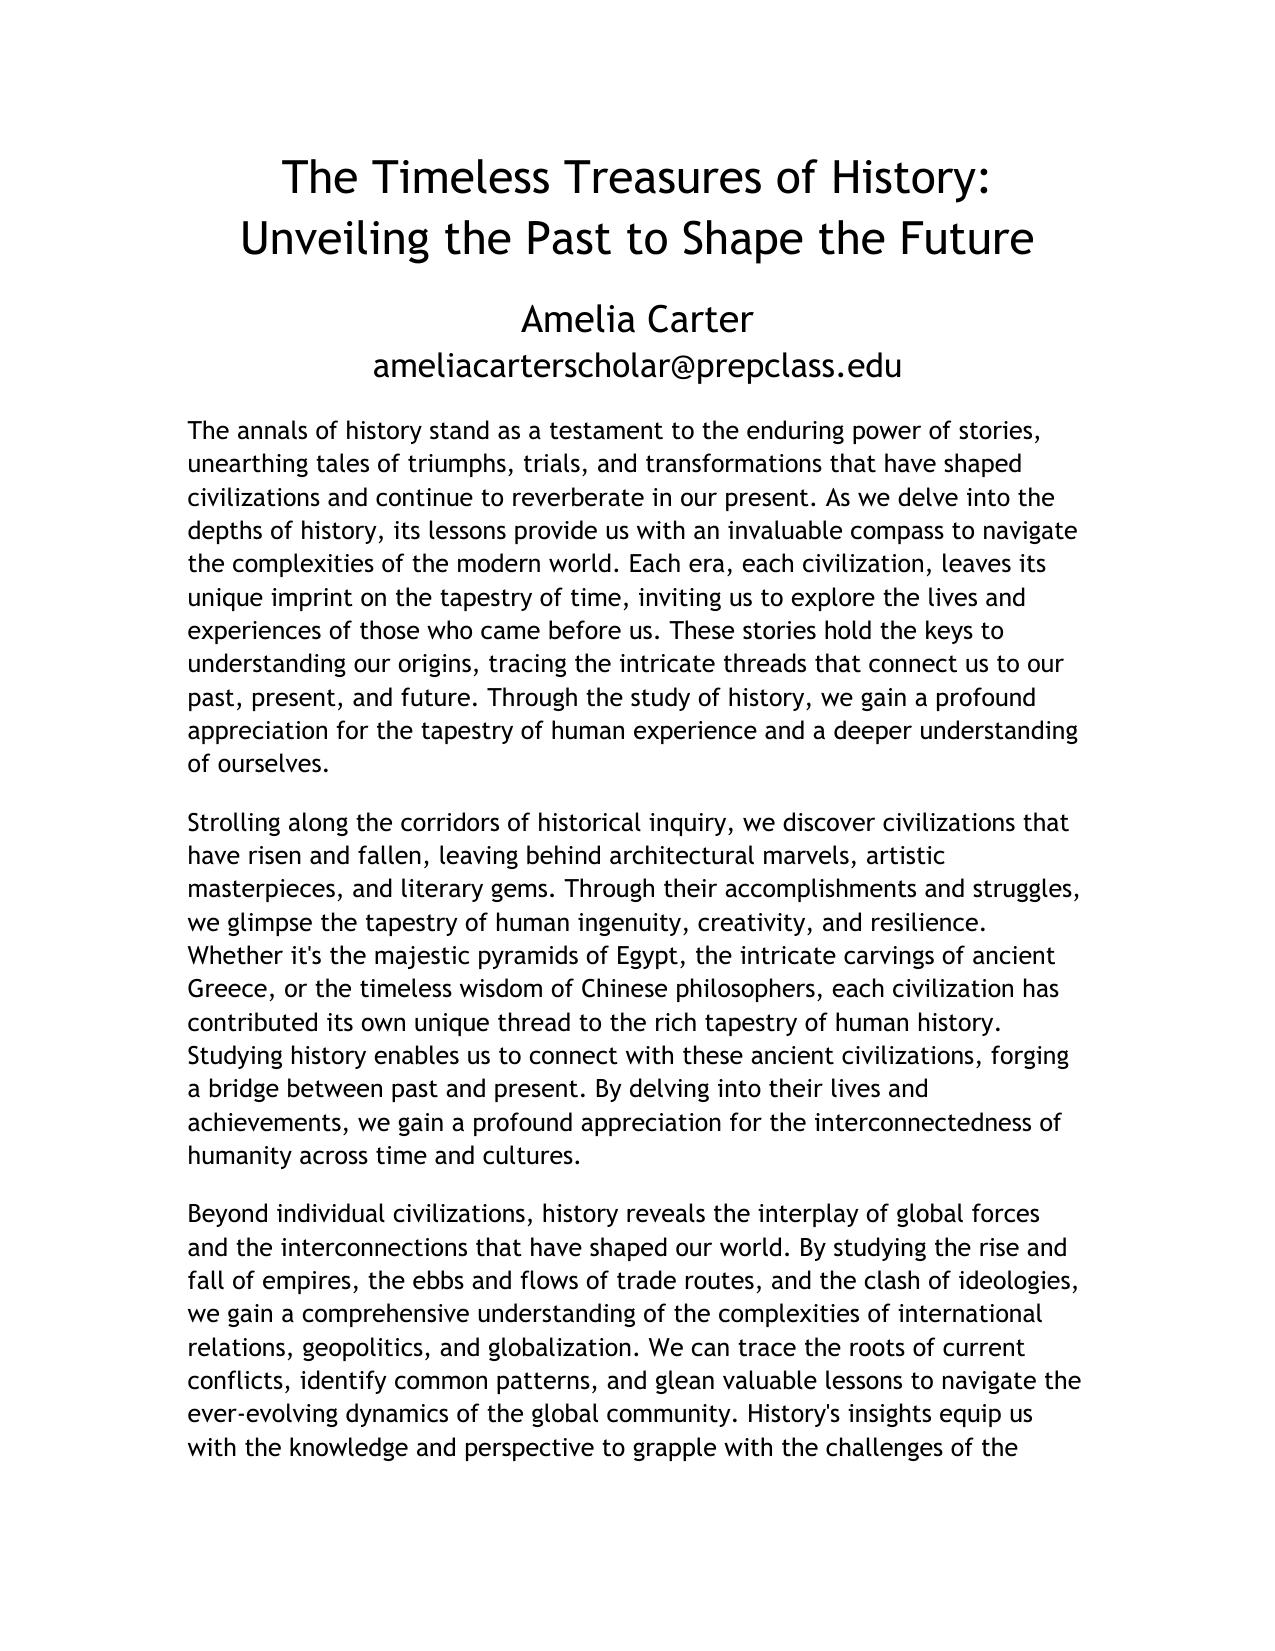 The Timeless Treasures of History:
Unveiling the Past to Shape the Future
Amelia Carter
ameliacarterscholar@prepclass.edu
The annals of history stand as a testament to the enduring power of stories,
unearthing tales of triumphs, trials, and transformations that have shaped
civilizations and continue to reverberate in our present. As we delve into the
depths of history, its lessons provide us with an invaluable compass to navigate
the complexities of the modern world. Each era, each civilization, leaves its
unique imprint on the tapestry of time, inviting us to explore the lives and
experiences of those who came before us. These stories hold the keys to
understanding our origins, tracing the intricate threads that connect us to our
past, present, and future. Through the study of history, we gain a profound
appreciation for the tapestry of human experience and a deeper understanding
of ourselves.
Strolling along the corridors of historical inquiry, we discover civilizations that
have risen and fallen, leaving behind architectural marvels, artistic
masterpieces, and literary gems. Through their accomplishments and struggles,
we glimpse the tapestry of human ingenuity, creativity, and resilience.
Whether it's the majestic pyramids of Egypt, the intricate carvings of ancient
Greece, or the timeless wisdom of Chinese philosophers, each civilization has
contributed its own unique thread to the rich tapestry of human history.
Studying history enables us to connect with these ancient civilizations, forging
a bridge between past and present. By delving into their lives and
achievements, we gain a profound appreciation for the interconnectedness of
humanity across time and cultures.
Beyond individual civilizations, history reveals the interplay of global forces
and the interconnections that have shaped our world. By studying the rise and
fall of empires, the ebbs and flows of trade routes, and the clash of ideologies,
we gain a comprehensive understanding of the complexities of international
relations, geopolitics, and globalization. We can trace the roots of current
conflicts, identify common patterns, and glean valuable lessons to navigate the
ever-evolving dynamics of the global community. History's insights equip us
with the knowledge and perspective to grapple with the challenges of the